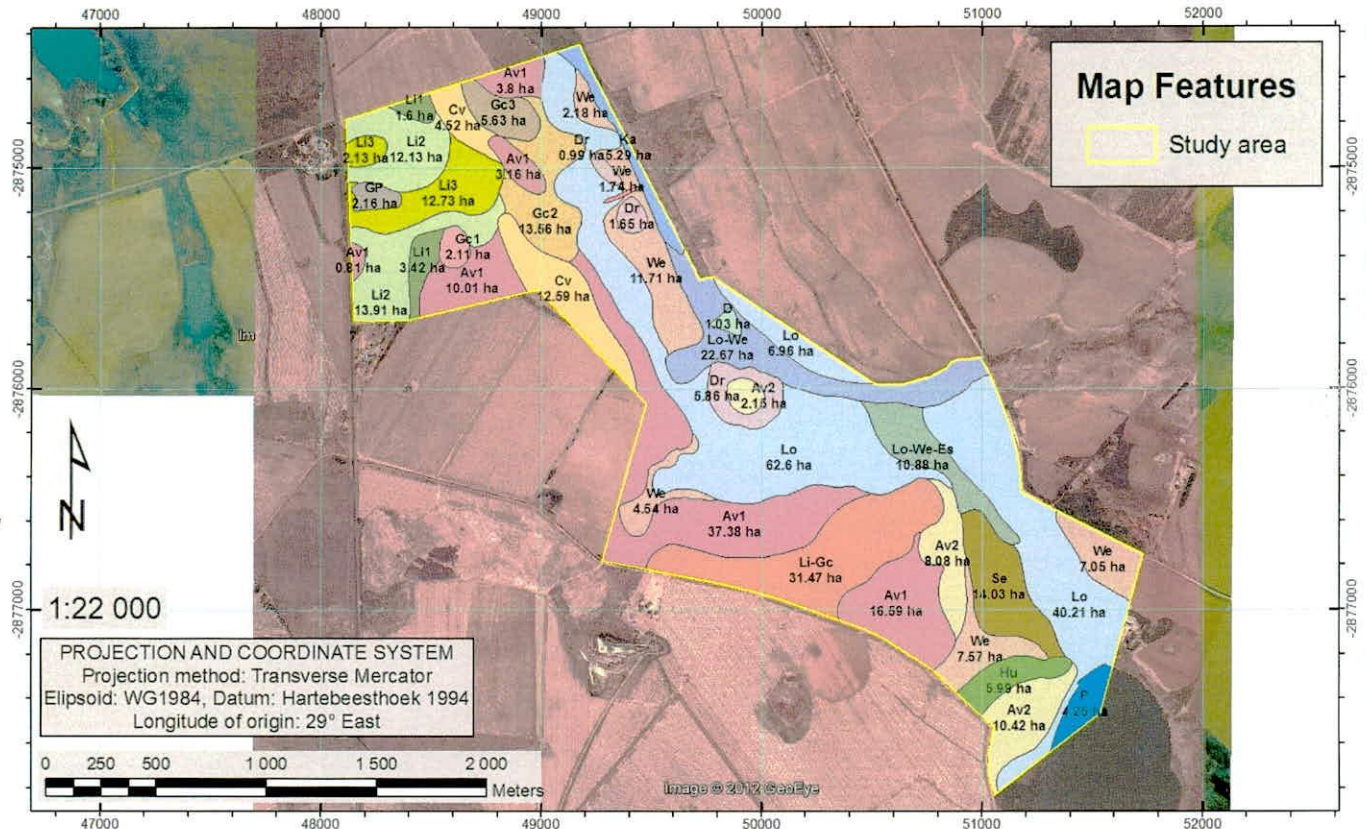 47000 48000 49000 50000 51000 52000
Map Features
Study area
-2875000
-2876000
-2877000
-2875000
-2876000
-2877000
Av1
3.8 ha
We
2.18 ha
Li1
1.6 ha
Cv
4.52 ha
Gc3
5.63 ha
Li3
2.13 ha
Li2
12.13 ha
Dr
0.99 ha
Ka
5.29 ha
Av1
3.16 ha
We
1.74 ha
GP
2.16 ha
Li3
12.73 ha
Gc2
13.56 ha
Dr
1.65 ha
Av1
0.81 ha
Li1
3.42 ha
Gc1
2.11 ha
Av1
10.01 ha
We
11.71 ha
Li2
13.91 ha
Cv
12.59 ha
1.03 ha
Lo-We
22.67 ha
Lo
6.96 ha
Im
Dr
5.86 ha
Av2
2.15 ha
Lo
62.6 ha
Lo-We-Es
10.88 ha
We
4.54 ha
Av1
37.38 ha
Li-Gc
31.47 ha
Av2
8.08 ha
We
7.05 ha
Av1
16.59 ha
Se
14.03 ha
Lo
40.21 ha
We
7.57 ha
Hu
5.99 ha
Av2
10.42 ha
P
4.25 ha
N
1:22 000
PROJECTION AND COORDINATE SYSTEM
Projection method: Transverse Mercator
Elipsoid: WG1984, Datum: Hartebeesthoek 1994
Longitude of origin: 29° East
0 250 500 1 000 1 500 2 000
Meters
Image © 2012 GeoEye
47000 48000 49000 50000 51000 52000